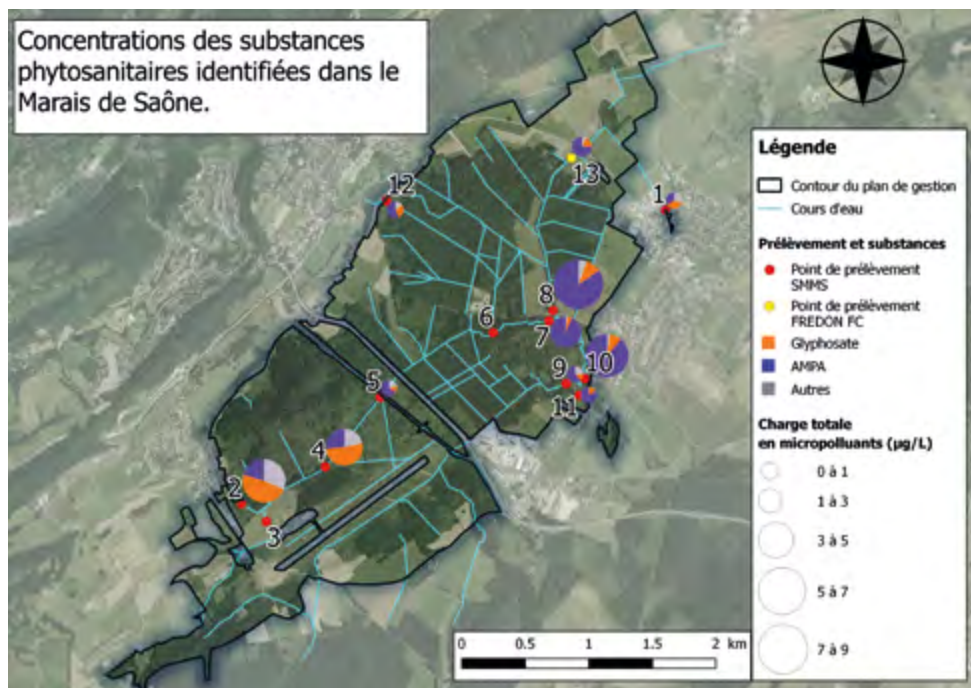 Concentrations des substances
phytosanitaires identifiées dans le
Marais de Saône.
12
13
1
8
6
7
10
9
5
11
4
2
3
Légende
Contour du plan de gestion
Cours d'eau
Prélèvement et substances
Point de prélèvement
SMMS
Point de prélèvement
FREDON FC
Glyphosate
AMPA
Autres
Charge totale
en micropolluants (µg/L)
0 à 1
1 à 3
3 à 5
5 à 7
7 à 9
0 0.5 1 1.5 2 km